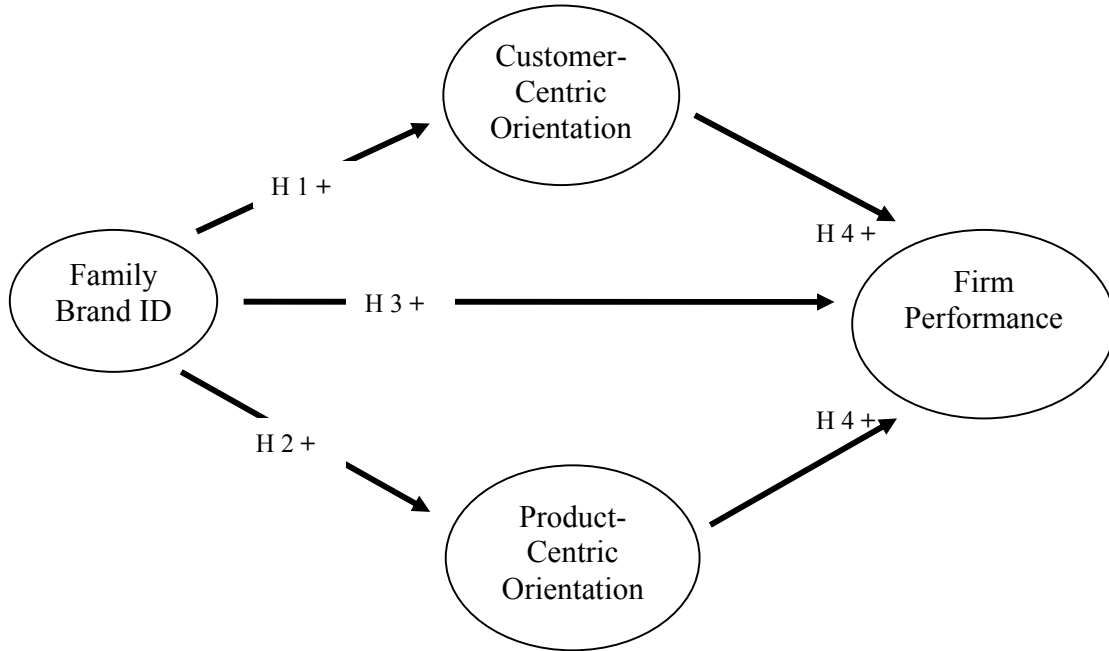 Customer-
Centric
Orientation
H 1 +
H 4 +
Family
Brand ID
H 3 +
Firm
Performance
H 2 +
H 4 +
Product-
Centric
Orientation